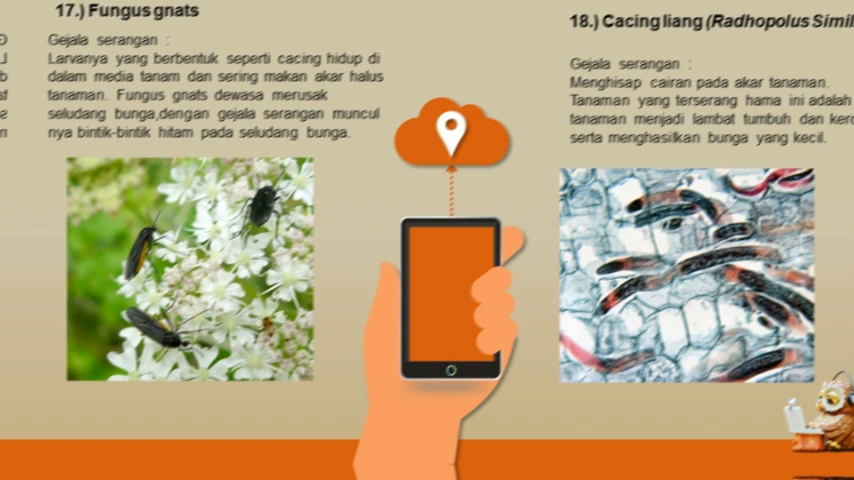 17.) Fungus gnats
Gejala serangan :
Larvanya yang berbentuk seperti cacing hidup di
dalam media tanam dan sering makan akar halus
tanaman. Fungus gnats dewasa merusak
seludang bunga,dengan gejala serangan muncul
nya bintik-bintik hitam pada seludang bunga.
18.) Cacing liang (Radhopolus Simil
Gejala serangan :
Menghisap cairan pada akar tanaman.
Tanaman yang terserang hama ini adalah
tanaman menjadi lambat tumbuh dan kerd
serta menghasilkan bunga yang kecil.